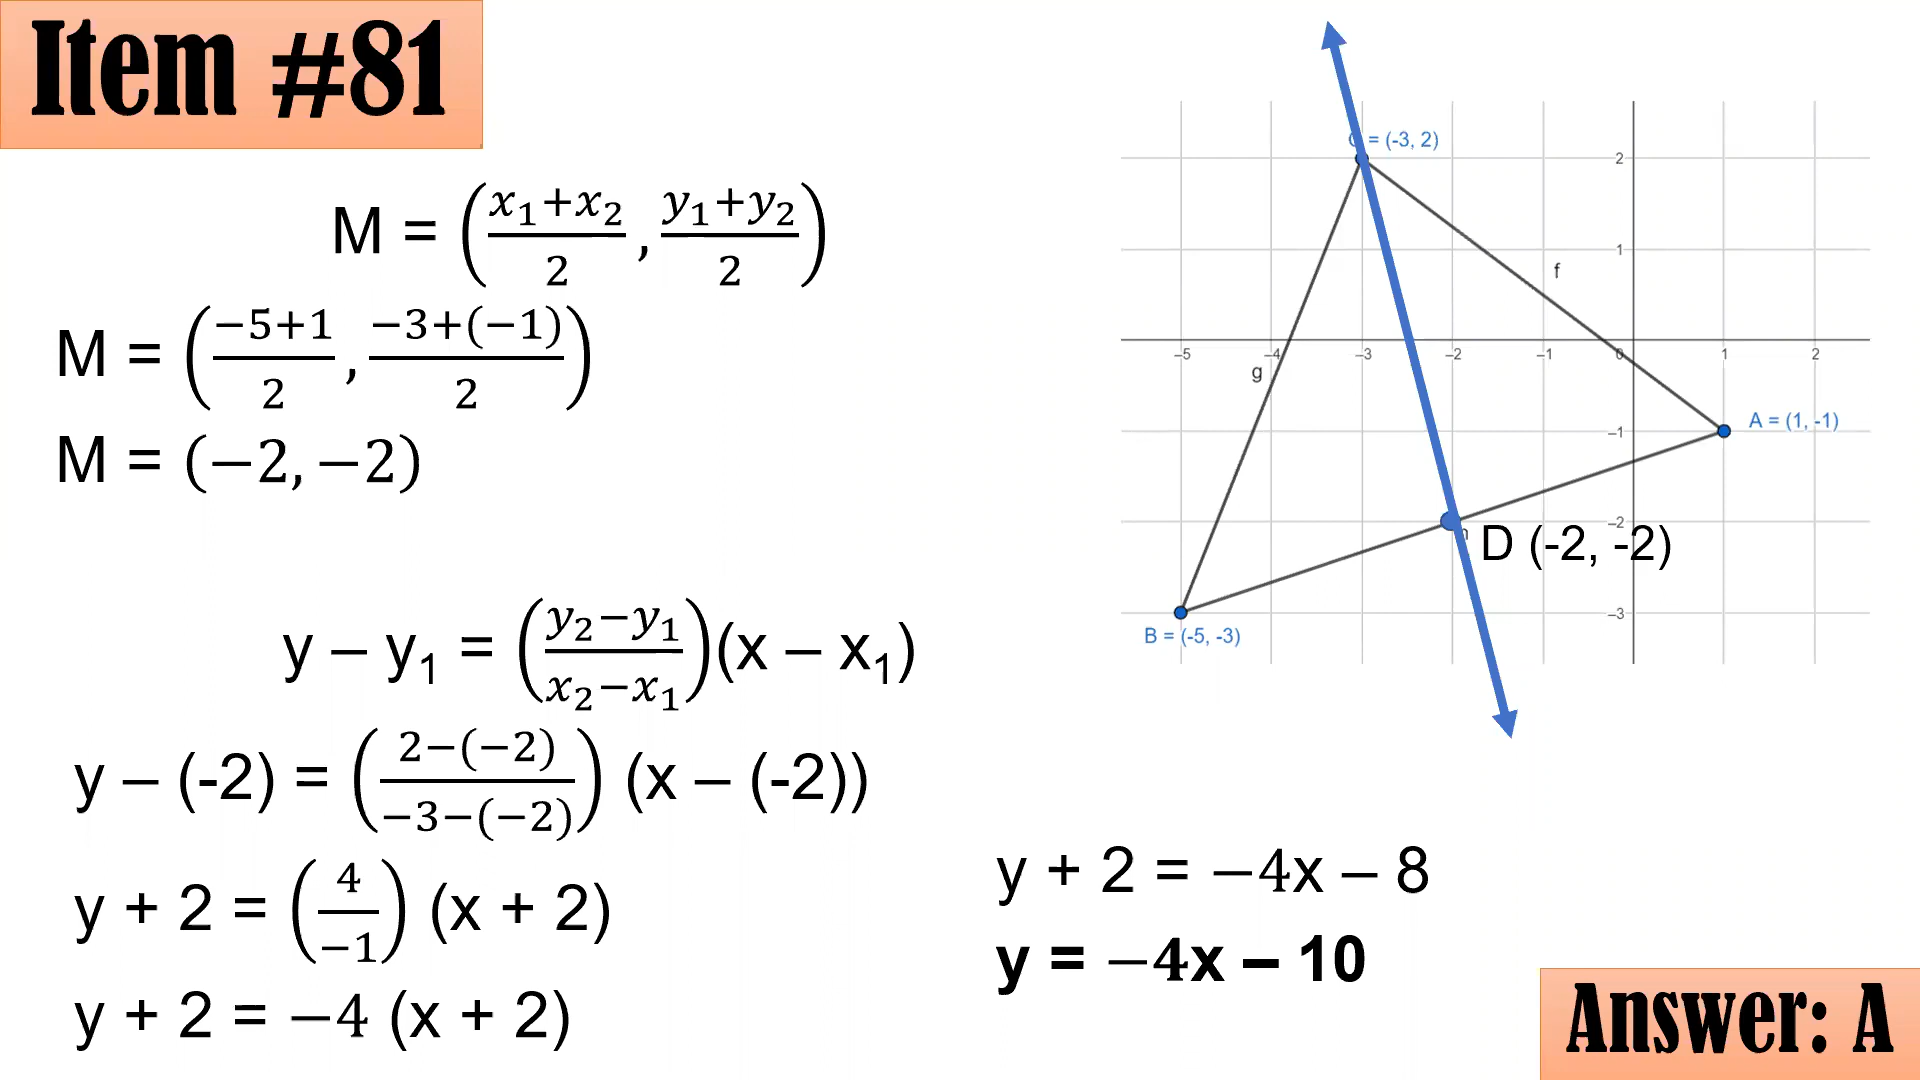 Item #81
M = (x₁+x₂/2, y₁+y₂/2)
M = (−5+1/2, −3+(−1)/2)
M = (−2, −2)
y – y₁ = (y₂−y₁/x₂−x₁)(x – x₁)
y – (-2) = (2−(−2)/−3−(−2)) (x – (-2))
y + 2 = (4/−1) (x + 2)
y + 2 = −4 (x + 2)
= (-3, 2)
2
1
f
–5
–4
–3
–2
–1
0
1
2
g
A = (1, -1)
–1
–2
D (-2, -2)
–3
B = (-5, -3)
y + 2 = −4x – 8
y = −4x – 10
Answer: A